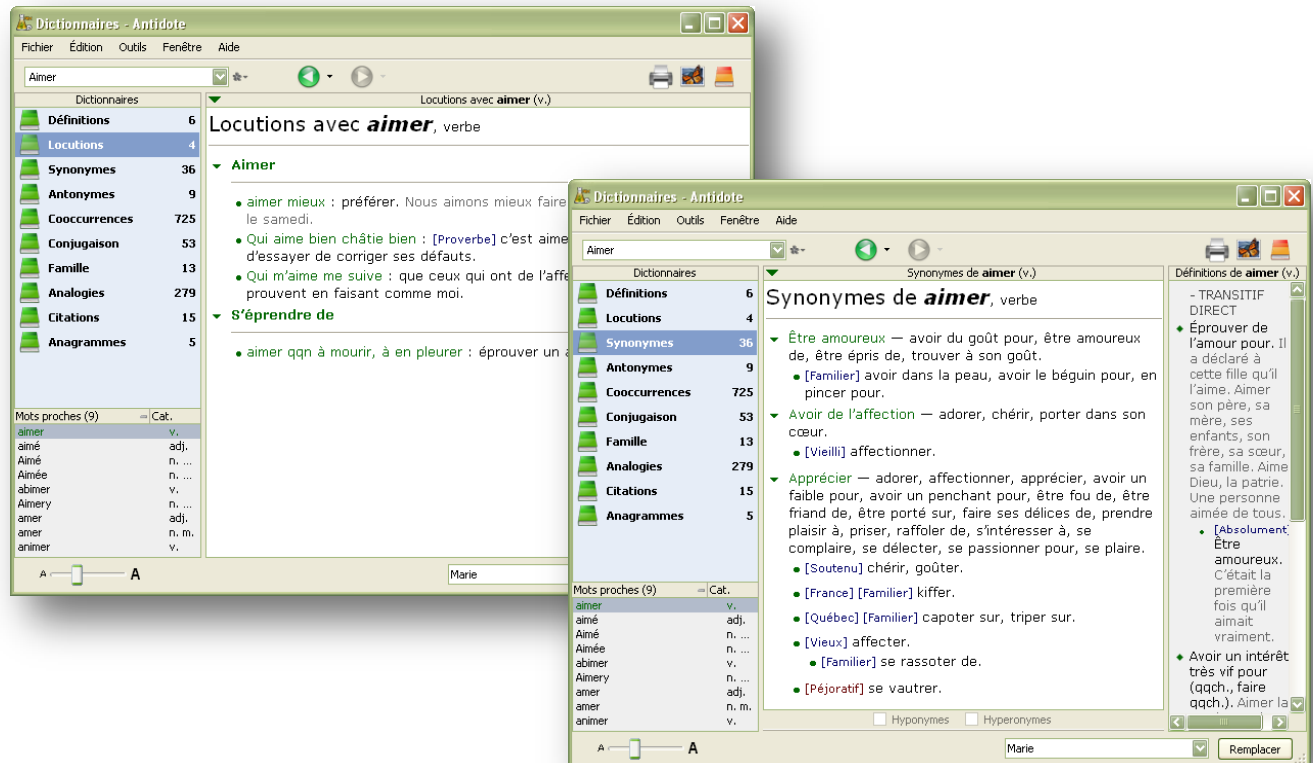 Dictionnaires - Antidote
Fichier Édition Outils Fenêtre Aide
Aimer
Dictionnaires
Définitions 6
Locutions 4
Synonymes 36
Antonymes 9
Cooccurrences 725
Conjugaison 53
Famille 13
Analogies 279
Citations 15
Anagrammes 5
Mots proches (9) Cat.
aimer v.
aimé adj.
Aimé n. ...
Aimée n. ...
abimer v.
Aimery n. ...
amer adj.
amer n. m.
animer v.
A A
Locutions avec aimer (v.)
Locutions avec aimer, verbe
Aimer
• aimer mieux : préférer. Nous aimons mieux faire
le samedi.
• Qui aime bien châtie bien : [Proverbe] c'est aime
d'essayer de corriger ses défauts.
• Qui m'aime me suive : que ceux qui ont de l'affe
prouvent en faisant comme moi.
S'éprendre de
• aimer qqn à mourir, à en pleurer : éprouver un
Marie
Dictionnaires - Antidote
Fichier Édition Outils Fenêtre Aide
Aimer
Dictionnaires
Définitions 6
Locutions 4
Synonymes 36
Antonymes 9
Cooccurrences 725
Conjugaison 53
Famille 13
Analogies 279
Citations 15
Anagrammes 5
Mots proches (9) Cat.
aimer v.
aimé adj.
Aimé n. ...
Aimée n. ...
abimer v.
Aimery n. ...
amer adj.
amer n. m.
animer v.
A A
Synonymes de aimer (v.)
Synonymes de aimer, verbe
Être amoureux — avoir du goût pour, être amoureux
de, être épris de, trouver à son goût.
• [Familier] avoir dans la peau, avoir le béguin pour, en
pincer pour.
Avoir de l'affection — adorer, chérir, porter dans son
cœur.
• [Vieilli] affectionner.
Apprécier — adorer, affectionner, apprécier, avoir un
faible pour, avoir un penchant pour, être fou de, être
friand de, être porté sur, faire ses délices de, prendre
plaisir à, priser, raffoler de, s'intéresser à, se
complaire, se délecter, se passionner pour, se plaire.
• [Soutenu] chérir, goûter.
• [France] [Familier] kiffer.
• [Québec] [Familier] capoter sur, triper sur.
• [Vieux] affecter.
• [Familier] se rassoter de.
• [Péjoratif] se vautrer.
Hyponymes Hyperonymes
Définitions de aimer (v.)
- TRANSITIF
DIRECT
Éprouver de
l'amour pour. Il
a déclaré à
cette fille qu'il
l'aime. Aimer
son père, sa
mère, ses
enfants, son
frère, sa sœur,
sa famille. Aime
Dieu, la patrie.
Une personne
aimée de tous.
[Absolument]
Être
amoureux.
C'était la
première
fois qu'il
aimait
vraiment.
Avoir un intérêt
très vif pour
(qqch., faire
qqch.). Aimer la
Marie
Remplacer